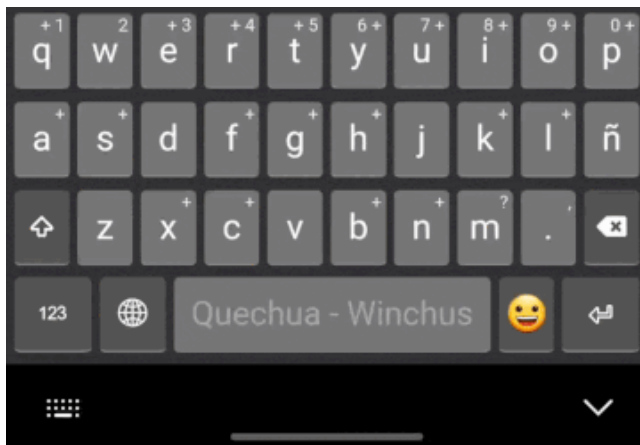 + 1 2 + 3 + 4 + 5 6 + 7 + 8 + 9 + 0 +
q w e r t y u i o p
+ + + + + + +
a s d f g h j k l ñ
+ + + + ? ,
z x c v b n m .
123 Quechua - Winchus